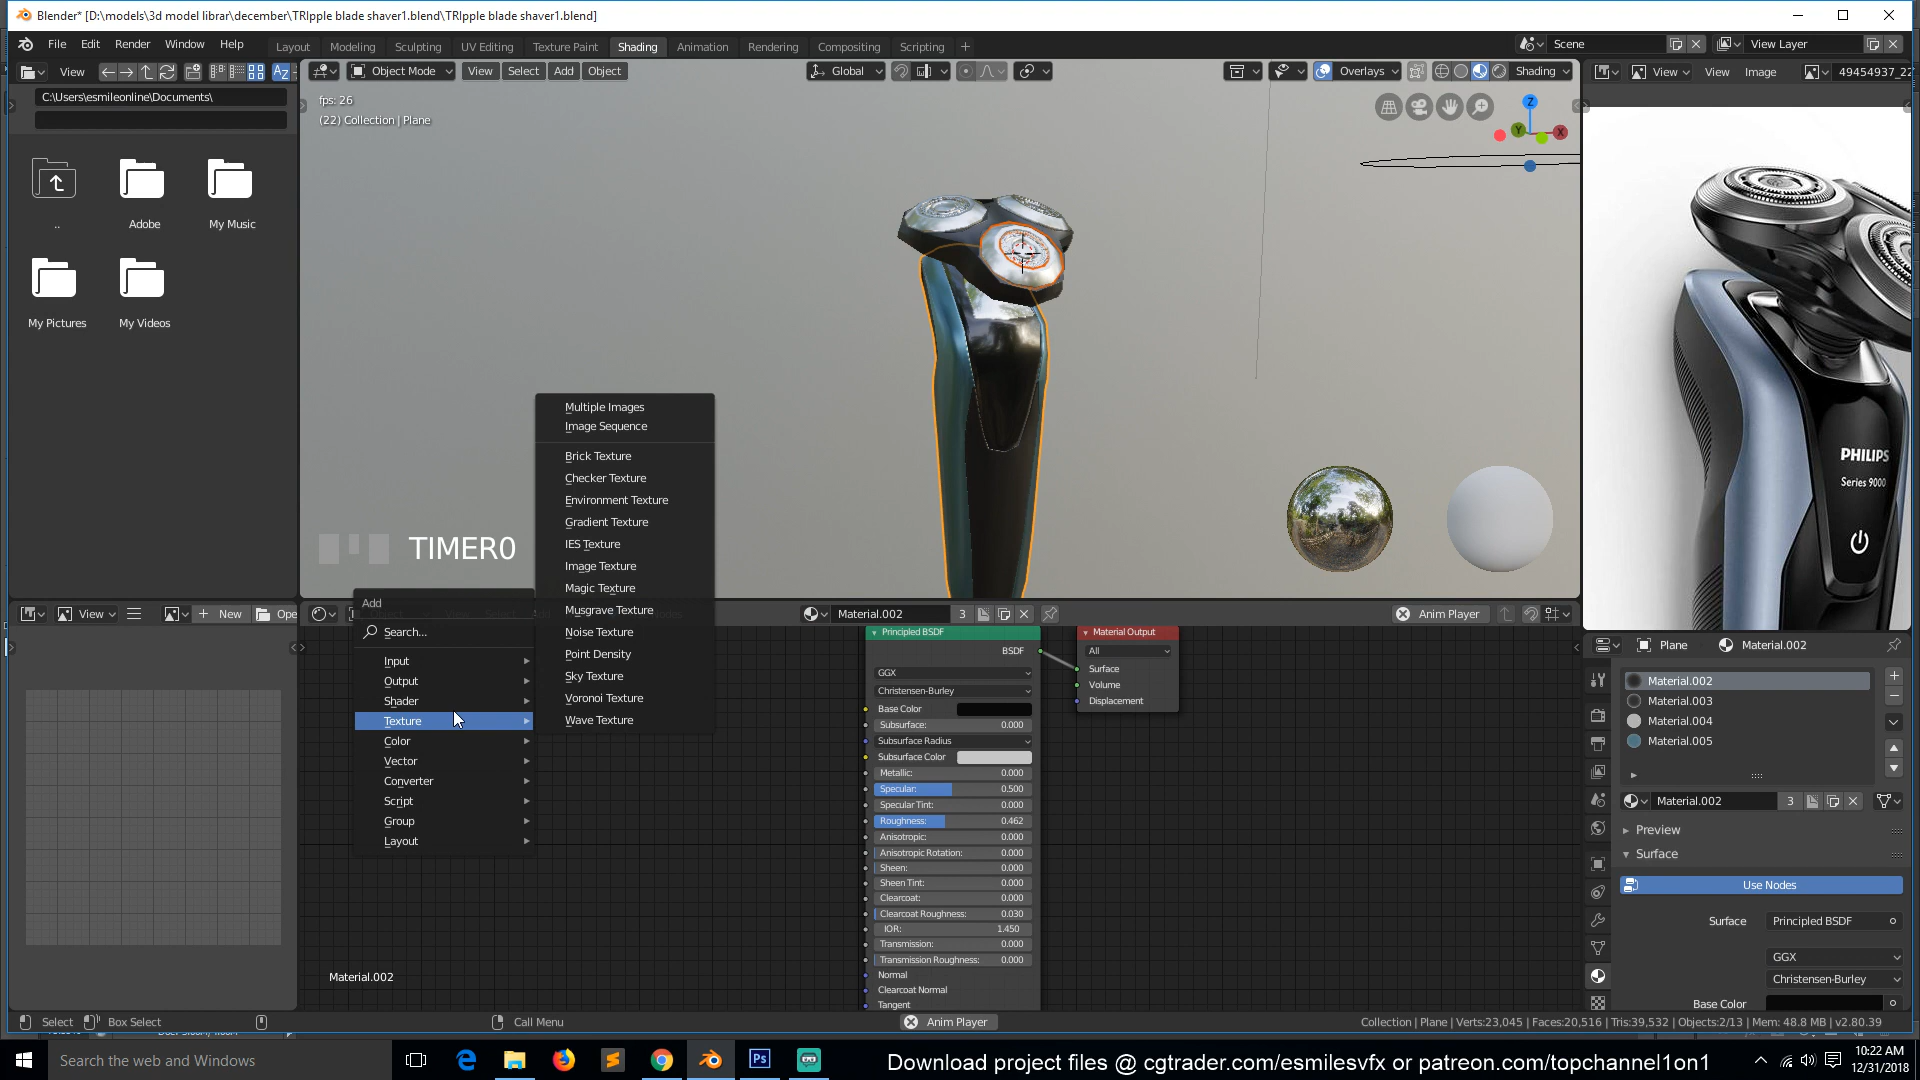 Blender* [D:\models\3d model librar\december\TRIpple blade shaver1.blend\TRIpple blade shaver1.blend]
File Edit Render Window Help Layout Modeling Sculpting UV Editing Texture Paint Shading Animation Rendering Compositing Scripting + Scene View Layer
View Object Mode View Select Add Object Global Overlays Shading View View Image 49454937_22
C:\Users\esmileonline\Documents\
fps: 26
(22) Collection | Plane
Z
Y X
.. Adobe My Music
My Pictures My Videos
PHILIPS
Series 9000
Multiple Images
Image Sequence
Brick Texture
Checker Texture
Environment Texture
Gradient Texture
IES Texture
Image Texture
Magic Texture
Musgrave Texture
Noise Texture
Point Density
Sky Texture
Voronoi Texture
Wave Texture
TIMER0
View New Ope
Material.002 3 Anim Player
Add
Search...
Input
Output
Shader
Texture
Color
Vector
Converter
Script
Group
Layout
Material.002
Principled BSDF
BSDF
GGX
Christensen-Burley
Base Color
Subsurface: 0.000
Subsurface Radius
Subsurface Color
Metallic: 0.000
Specular: 0.500
Specular Tint: 0.000
Roughness: 0.462
Anisotropic: 0.000
Anisotropic Rotation: 0.000
Sheen: 0.000
Sheen Tint: 0.000
Clearcoat: 0.000
Clearcoat Roughness: 0.030
IOR: 1.450
Transmission: 0.000
Transmission Roughness: 0.000
Normal
Clearcoat Normal
Tangent
Material Output
All
Surface
Volume
Displacement
Plane Material.002
Material.002
Material.003
Material.004
Material.005
Material.002 3
Preview
Surface
Use Nodes
Surface Principled BSDF
GGX
Christensen-Burley
Base Color
Select Box Select Call Menu Anim Player Collection | Plane | Verts:23,045 | Faces:20,516 | Tris:39,532 | Objects:2/13 | Mem: 48.8 MB | v2.80.39
Search the web and Windows
Download project files @ cgtrader.com/esmilesvfx or patreon.com/topchannel1on1
10:22 AM
12/31/2018